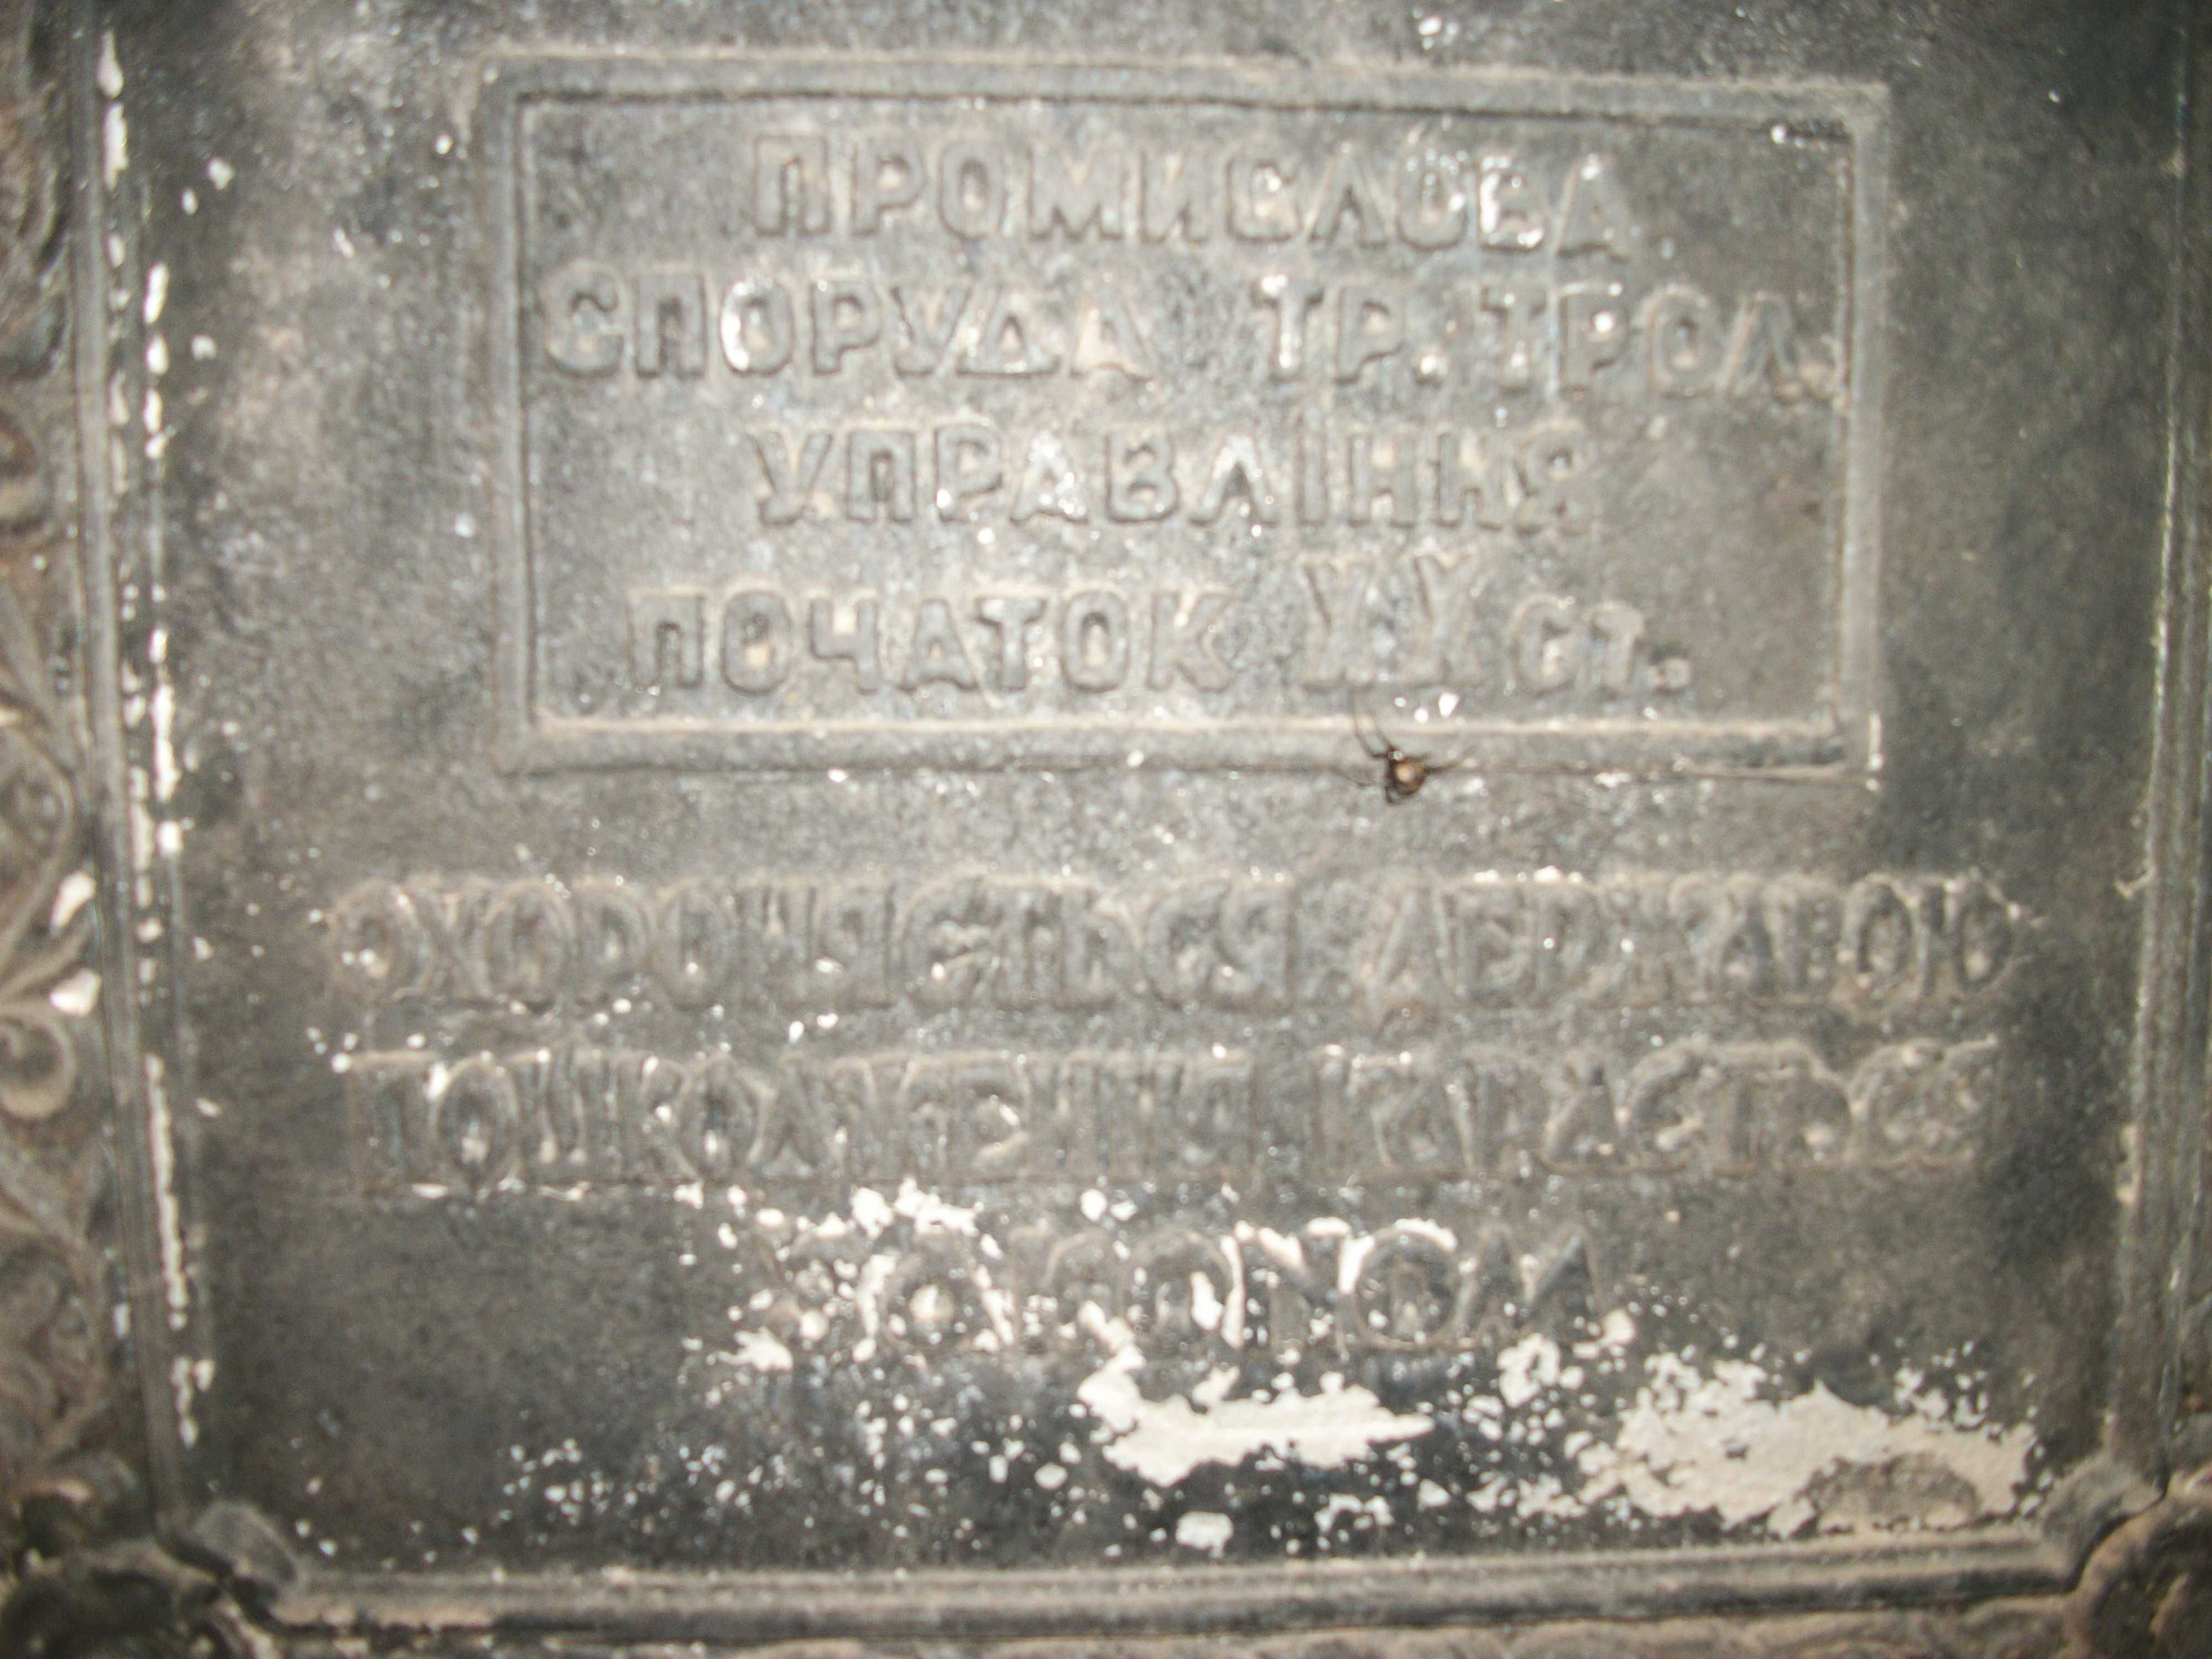 ПРОМИСЛОВА
СПОРУДА ТР. ТРОЛ.
УПРАВЛІННЯ
ПОЧАТОК XX СТ.
ОХОРОНЯЄТЬСЯ ДЕРЖАВОЮ
ПОШКОДЖЕННЯ КАРАЄТЬСЯ
ЗАКОНОМ